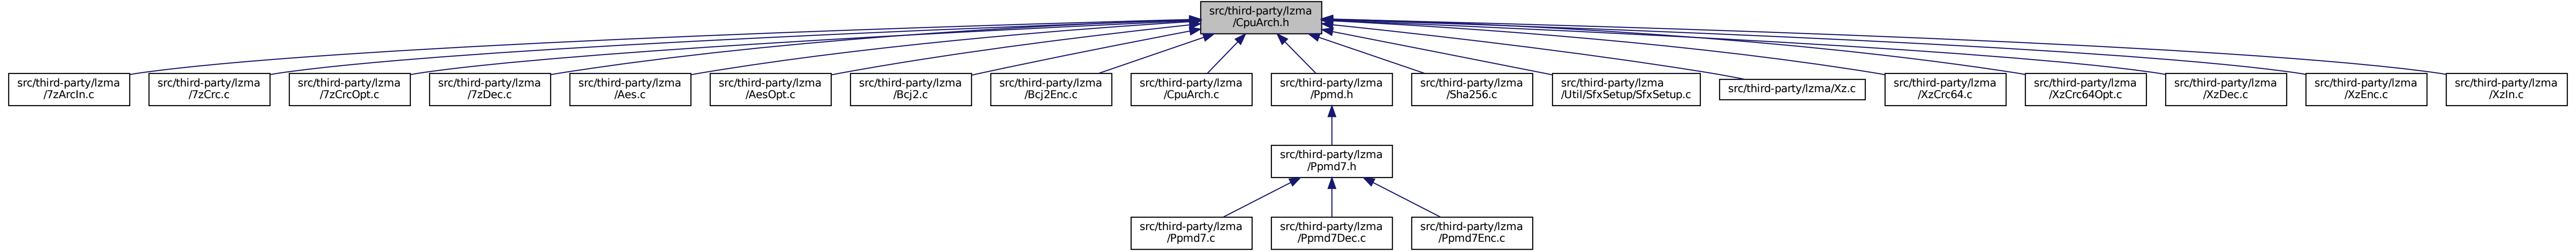 src/third-party/lzma
/CpuArch.h
src/third-party/lzma
/7zArcIn.c
src/third-party/lzma
/7zCrc.c
src/third-party/lzma
/7zCrcOpt.c
src/third-party/lzma
/7zDec.c
src/third-party/lzma
/Aes.c
src/third-party/lzma
/AesOpt.c
src/third-party/lzma
/Bcj2.c
src/third-party/lzma
/Bcj2Enc.c
src/third-party/lzma
/CpuArch.c
src/third-party/lzma
/Ppmd.h
src/third-party/lzma
/Sha256.c
src/third-party/lzma
/Util/SfxSetup/SfxSetup.c
src/third-party/lzma/Xz.c
src/third-party/lzma
/XzCrc64.c
src/third-party/lzma
/XzCrc64Opt.c
src/third-party/lzma
/XzDec.c
src/third-party/lzma
/XzEnc.c
src/third-party/lzma
/XzIn.c
src/third-party/lzma
/Ppmd7.h
src/third-party/lzma
/Ppmd7.c
src/third-party/lzma
/Ppmd7Dec.c
src/third-party/lzma
/Ppmd7Enc.c